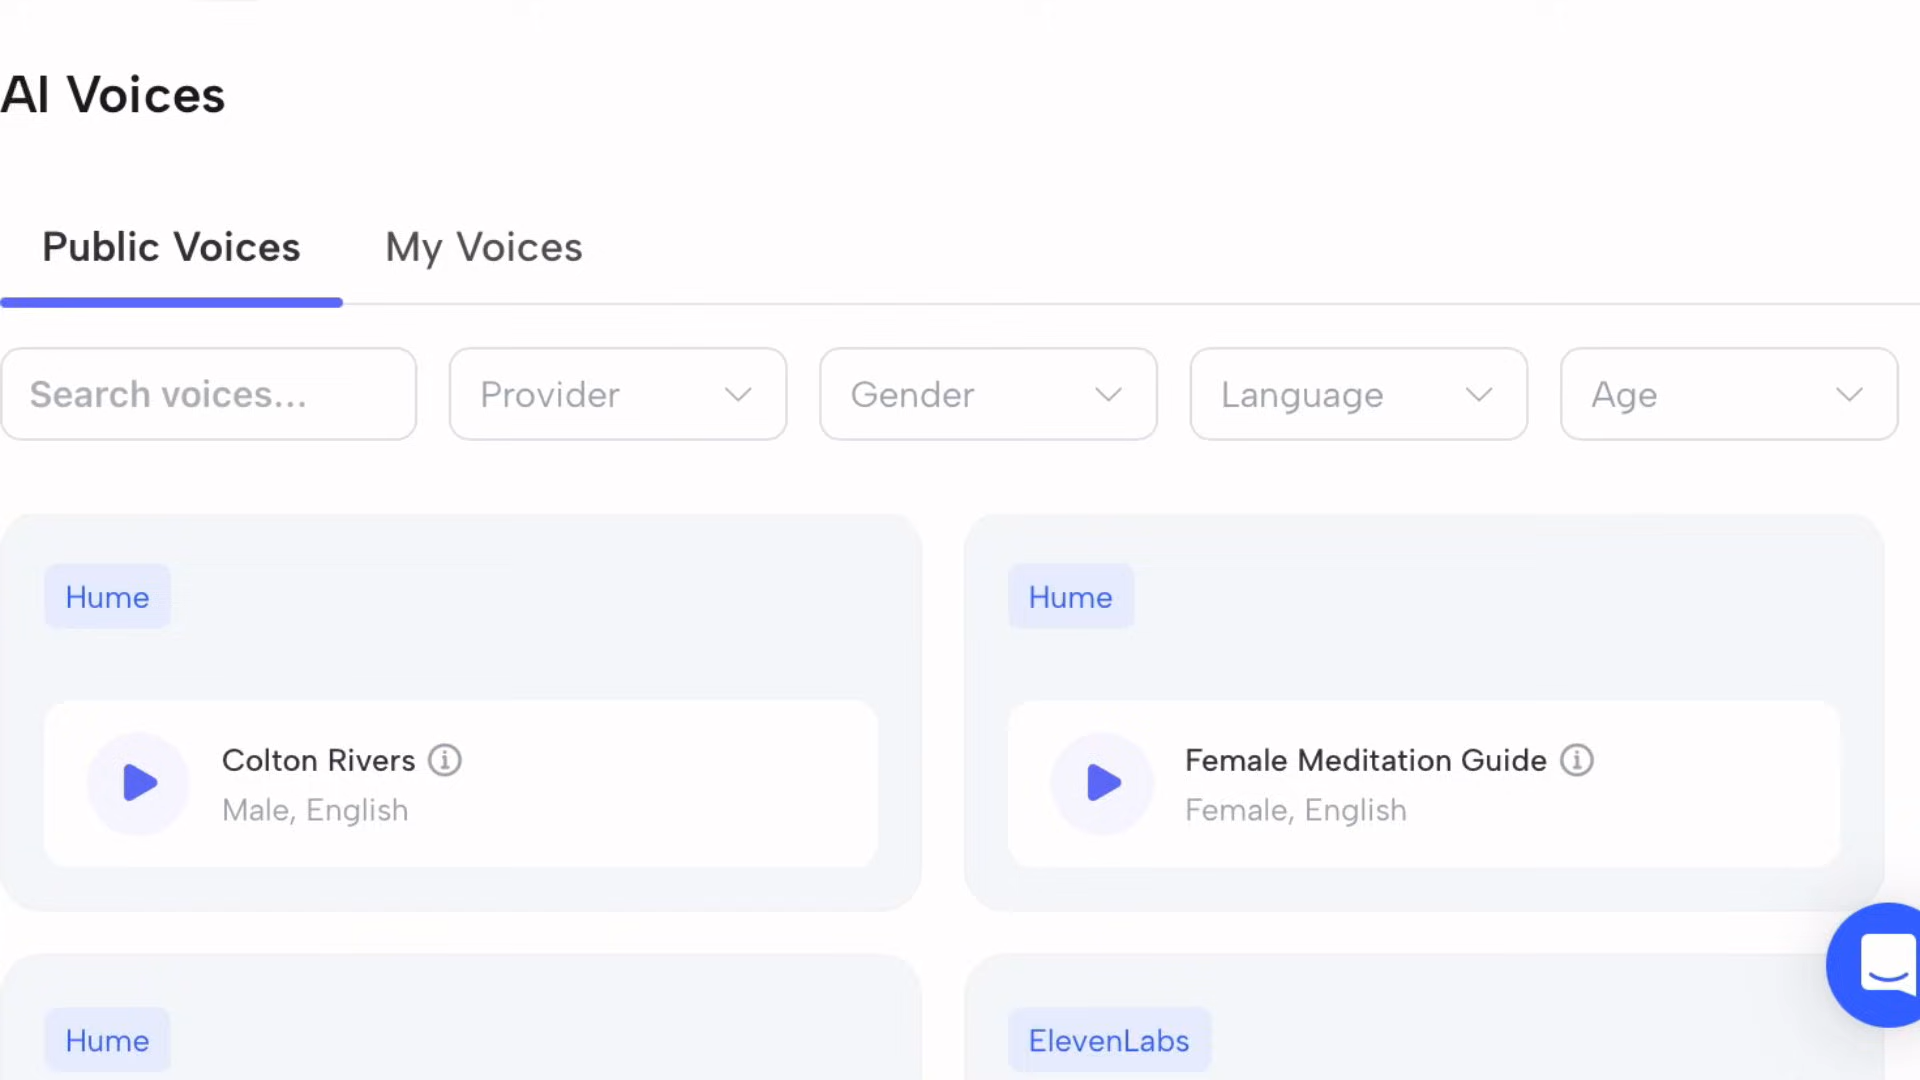 AI Voices
Public Voices My Voices
Search voices... Provider Gender Language Age
Hume Hume
Colton Rivers Female Meditation Guide
Male, English Female, English
Hume ElevenLabs